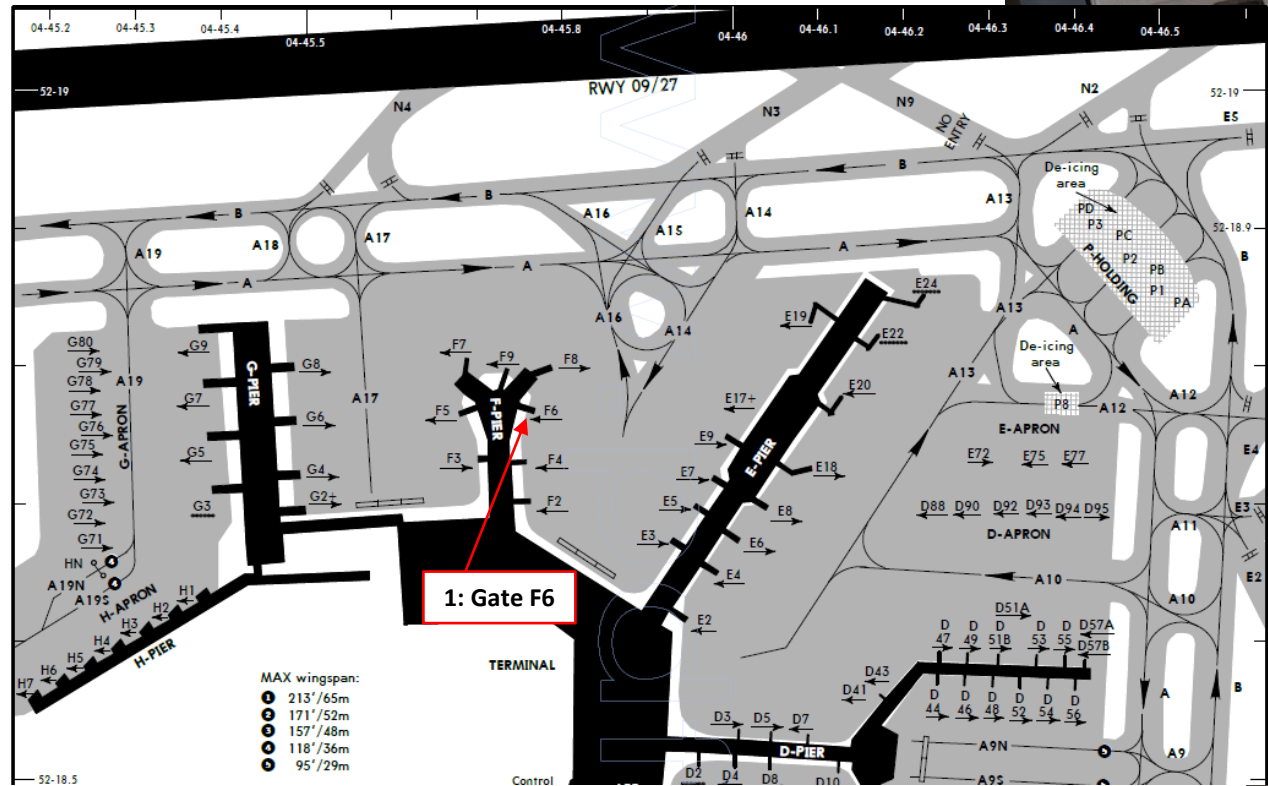 04-45.2 04-45.3 04-45.4 04-45.5 04-45.8 04-46 04-46.1 04-46.2 04-46.3 04-46.4 04-46.5
52-19 RWY 09/27 52-19
N4 N3 N9 N2 E5
NO ENTRY
De-icing
area
B B B
A16 A14 A13
PD
P3
PC
P2
PB
P1
PA
P-HOLDING
52-18.9
A19 A18 A17 A15
A A A B
E24
E19
E22
A16 A14 A13 A
De-icing
area
G80
G79
G78
G77
G76
G75
G74
G73
G72
G71
A19
G-APRON
G9
G7
G5
G3
G-PIER
G8
G6
G4
G2+
A17
F7 F9 F8
F5 F6
F3 F4
F2
F-PIER
E17+
E20
E9
E7 E18
E5 E8
E3 E6
E4
E2
E-PIER
A13
P8 A12 A12
E-APRON
E72 E75 E77
E4
D88 D90 D92 D93 D94 D95
D-APRON
A11 E3
E2
A10 A10
HN 4
4
A19N
A19S
H-APRON
H1
H2
H3
H4
H5
H6
H7
H-PIER
1: Gate F6
D51A
D D D D D D57A
47 49 51B 53 55 D57B
D43
D41
D D D D D D
44 46 48 52 54 56
TERMINAL
MAX wingspan:
1 213'/65m
2 171'/52m
3 157'/48m
4 118'/36m
5 95'/29m
D3 D5 D7
D-PIER
D2 D4 D8 D10
A B
A9N 5 A9
A9S
52-18.5
Control